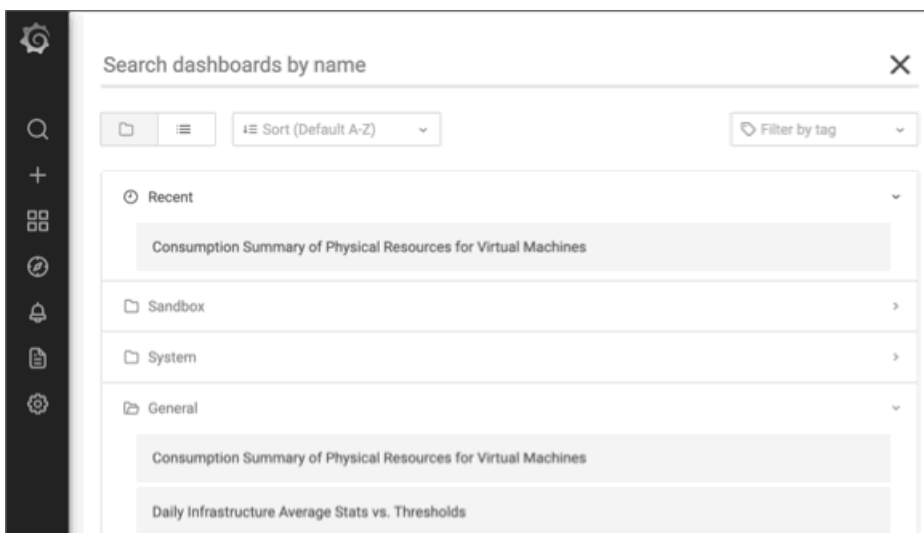 Search dashboards by name
Sort (Default A-Z)
Filter by tag
Recent
Consumption Summary of Physical Resources for Virtual Machines
Sandbox
System
General
Consumption Summary of Physical Resources for Virtual Machines
Daily Infrastructure Average Stats vs. Thresholds